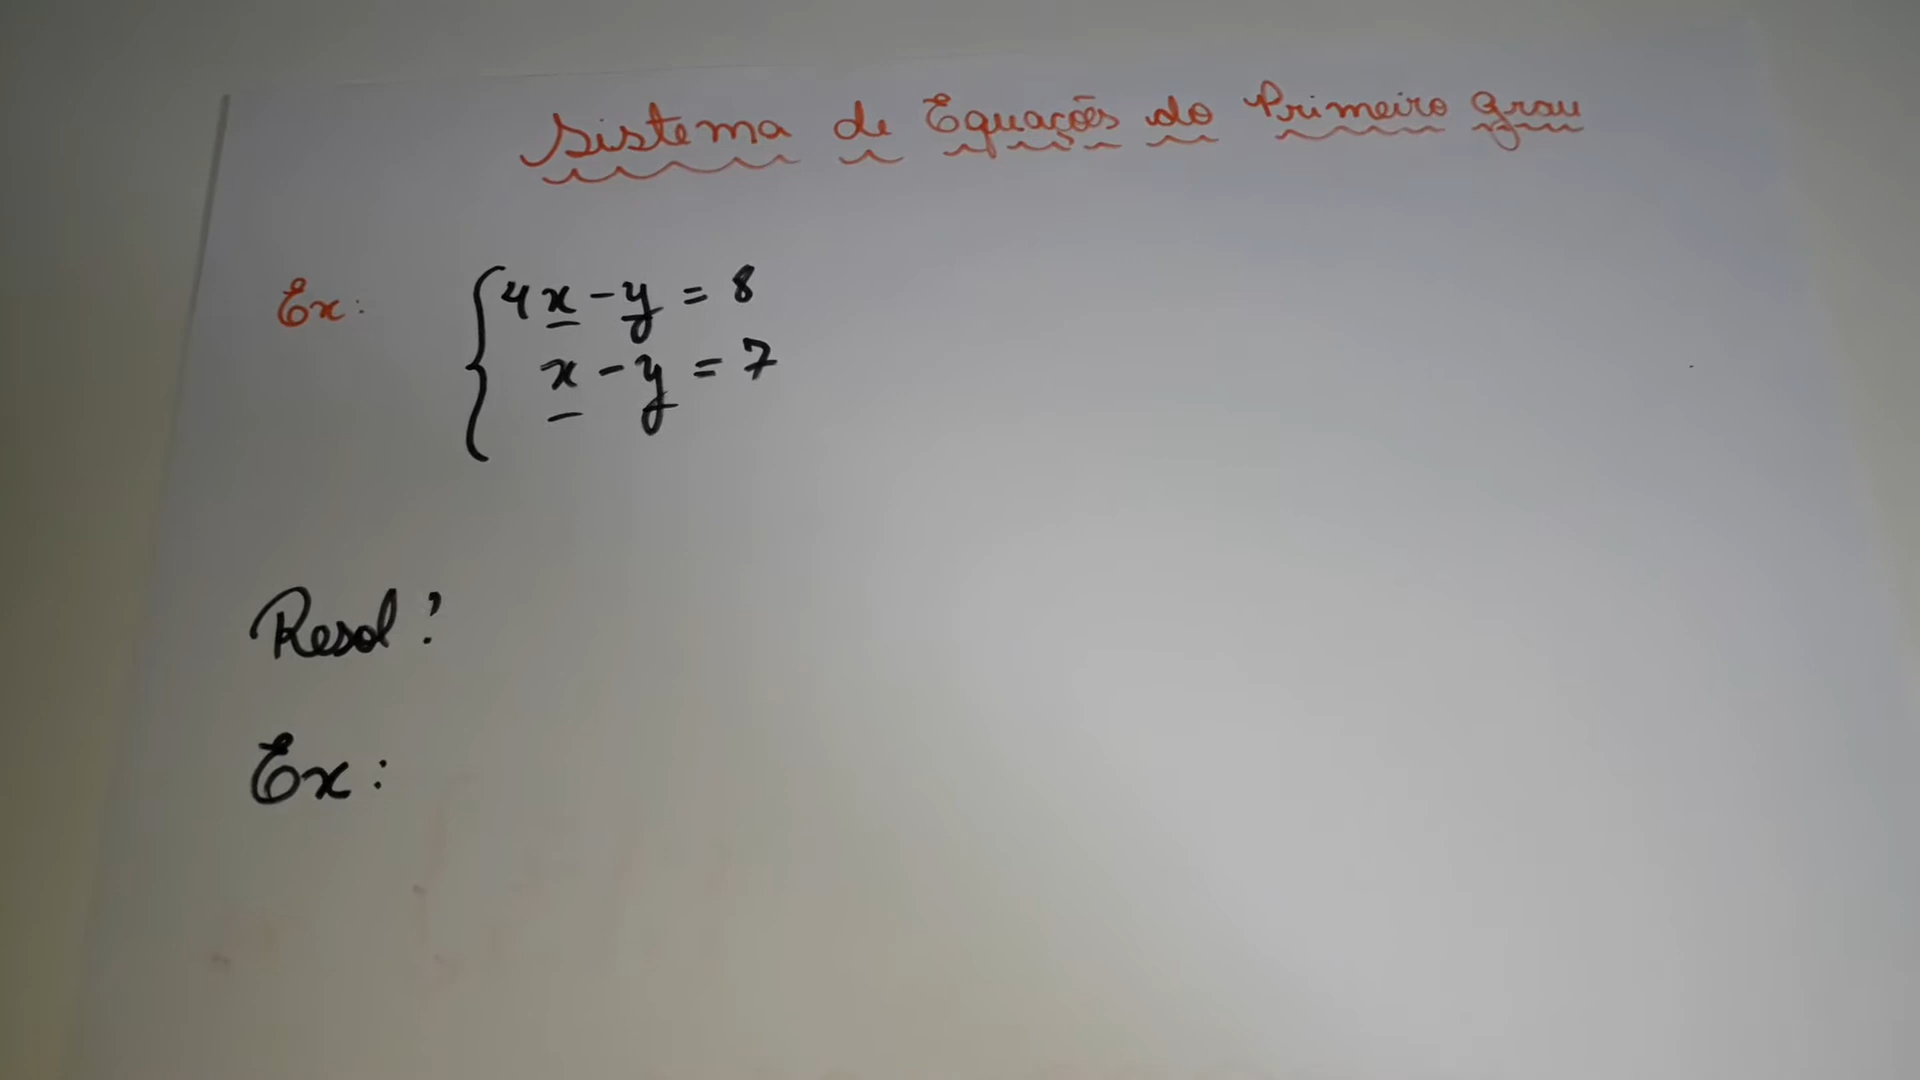 Sistema de Equações do Primeiro grau
Ex: { 4x - y = 8
x - y = 7
Resol:
Ex: